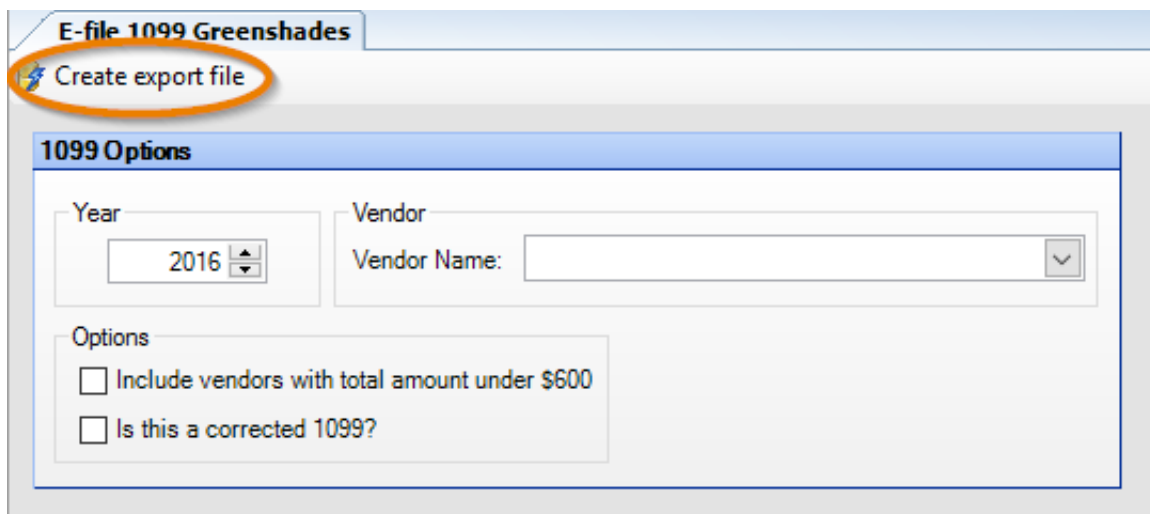 E-file 1099 Greenshades
Create export file
1099 Options
Year
Vendor
2016
Vendor Name:
Options
Include vendors with total amount under $600
Is this a corrected 1099?